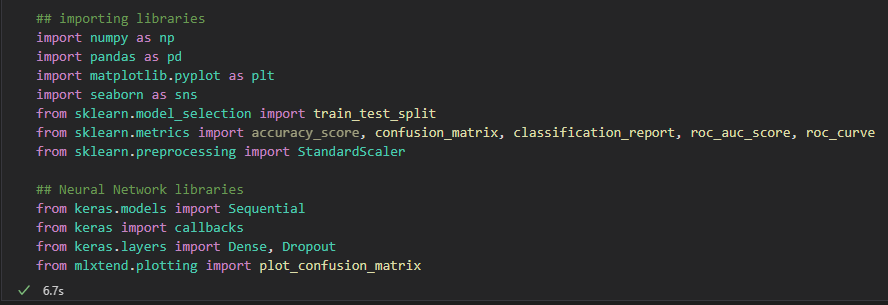 ## importing libraries
import numpy as np
import pandas as pd
import matplotlib.pyplot as plt
import seaborn as sns
from sklearn.model_selection import train_test_split
from sklearn.metrics import accuracy_score, confusion_matrix, classification_report, roc_auc_score, roc_curve
from sklearn.preprocessing import StandardScaler
## Neural Network libraries
from keras.models import Sequential
from keras import callbacks
from keras.layers import Dense, Dropout
from mlxtend.plotting import plot_confusion_matrix
6.7s